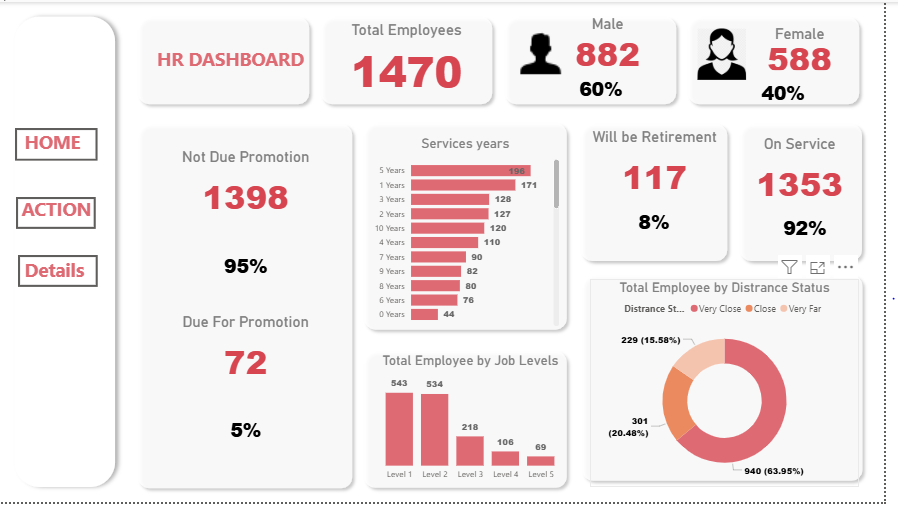 HOME
ACTION
Details
HR DASHBOARD
Total Employees
1470
Male
882
60%
Female
588
40%
Not Due Promotion
1398
95%
Due For Promotion
72
5%
Services years
5 Years 196
1 Years 171
3 Years 128
2 Years 127
10 Years 120
4 Years 110
7 Years 90
9 Years 82
8 Years 80
6 Years 76
0 Years 44
Total Employee by Job Levels
543 534 218 106 69
Level 1 Level 2 Level 3 Level 4 Level 5
Will be Retirement
117
8%
On Service
1353
92%
Total Employee by Distrance Status
Distrance St... Very Close Close Very Far
229 (15.58%)
301
(20.48%)
940 (63.95%)